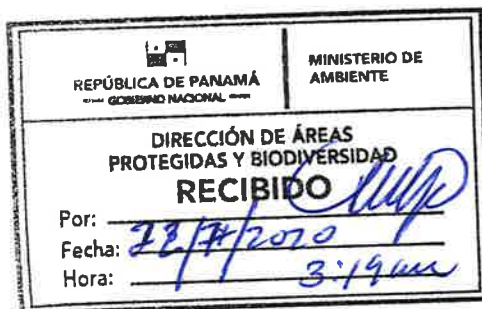 REPÚBLICA DE PANAMÁ
— GOBIERNO NACIONAL —
MINISTERIO DE
AMBIENTE
DIRECCIÓN DE ÁREAS
PROTEGIDAS Y BIODIVERSIDAD
RECIBIDO
Por:
Fecha: /7/2020
Hora: 3:19